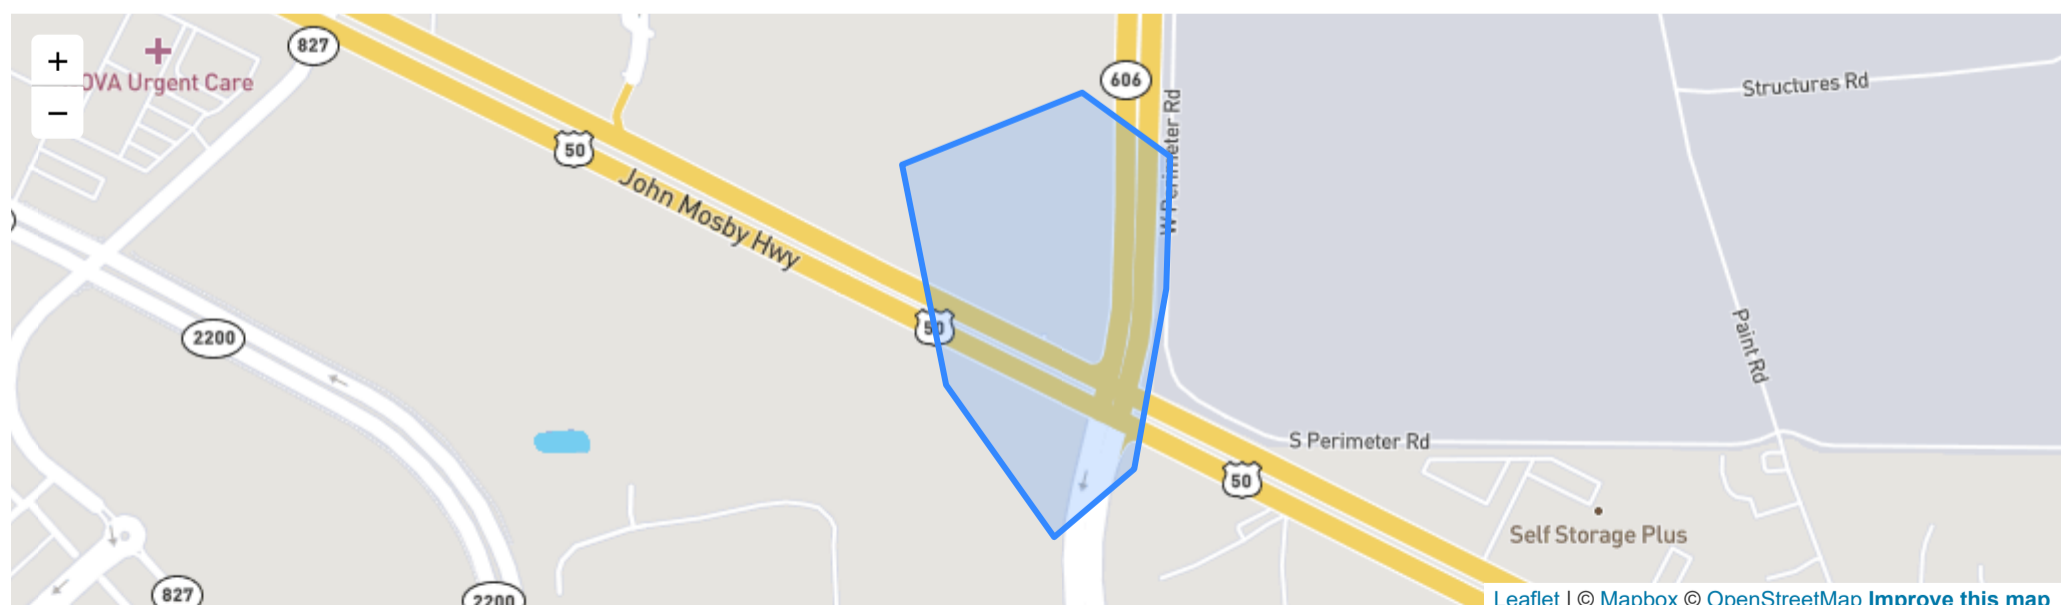 +
827
OVA Urgent Care
−
606
Structures Rd
50
W Perimeter Rd
John Mosby Hwy
50
2200
Paint Rd
S Perimeter Rd
50
Self Storage Plus
827
2200
Leaflet | © Mapbox © OpenStreetMap Improve this map